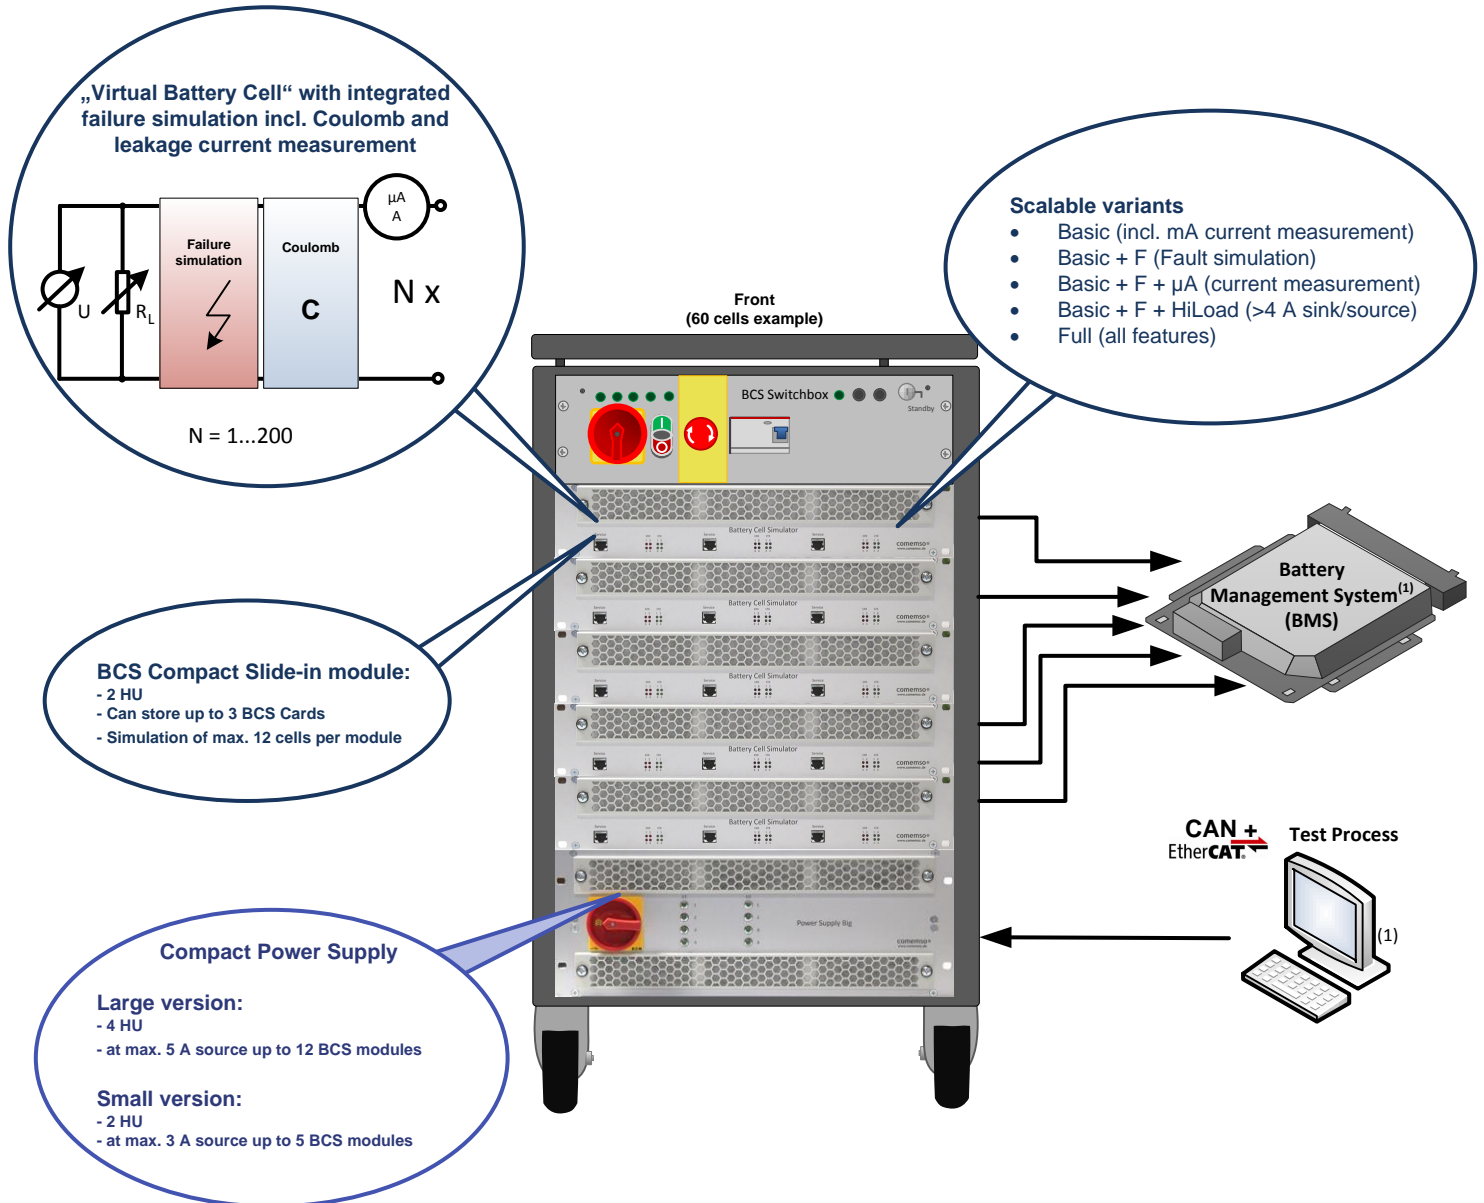 „Virtual Battery Cell“ with integrated
failure simulation incl. Coulomb and
leakage current measurement
µA
A
Failure
simulation
Coulomb
C
U
RL
N x
N = 1...200
Scalable variants
• Basic (incl. mA current measurement)
• Basic + F (Fault simulation)
• Basic + F + µA (current measurement)
• Basic + F + HiLoad (>4 A sink/source)
• Full (all features)
Front
(60 cells example)
BCS Switchbox
Standby
Battery Cell Simulator
comemso
Battery Cell Simulator
comemso
Battery Cell Simulator
comemso
Battery Cell Simulator
comemso
Battery Cell Simulator
comemso
Power Supply Big
comemso
BCS Compact Slide-in module:
- 2 HU
- Can store up to 3 BCS Cards
- Simulation of max. 12 cells per module
Battery
Management System(1)
(BMS)
CAN +
EtherCAT®
Test Process
(1)
Compact Power Supply
Large version:
- 4 HU
- at max. 5 A source up to 12 BCS modules
Small version:
- 2 HU
- at max. 3 A source up to 5 BCS modules